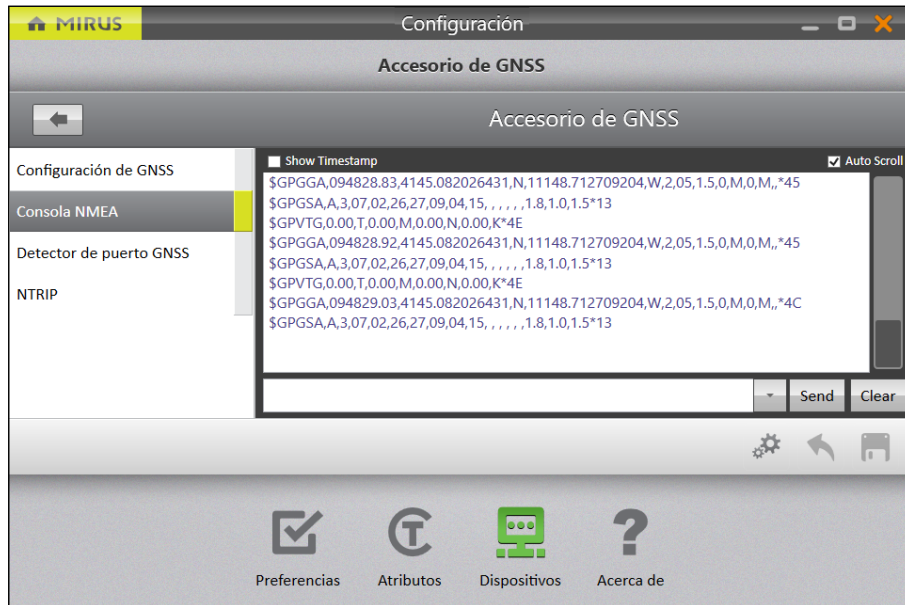 MIRUS
Configuración
Accesorio de GNSS
Accesorio de GNSS
Configuración de GNSS
Consola NMEA
Detector de puerto GNSS
NTRIP
Show Timestamp
Auto Scroll
$GPGGA,094828.83,4145.082026431,N,11148.712709204,W,2,05,1.5,0,M,0,M,,*45
$GPGSA,A,3,07,02,26,27,09,04,15, , , , , ,1.8,1.0,1.5*13
$GPVTG,0.00,T,0.00,M,0.00,N,0.00,K*4E
$GPGGA,094828.92,4145.082026431,N,11148.712709204,W,2,05,1.5,0,M,0,M,,*45
$GPGSA,A,3,07,02,26,27,09,04,15, , , , , ,1.8,1.0,1.5*13
$GPVTG,0.00,T,0.00,M,0.00,N,0.00,K*4E
$GPGGA,094829.03,4145.082026431,N,11148.712709204,W,2,05,1.5,0,M,0,M,,*4C
$GPGSA,A,3,07,02,26,27,09,04,15, , , , , ,1.8,1.0,1.5*13
Send
Clear
Preferencias
Atributos
Dispositivos
Acerca de